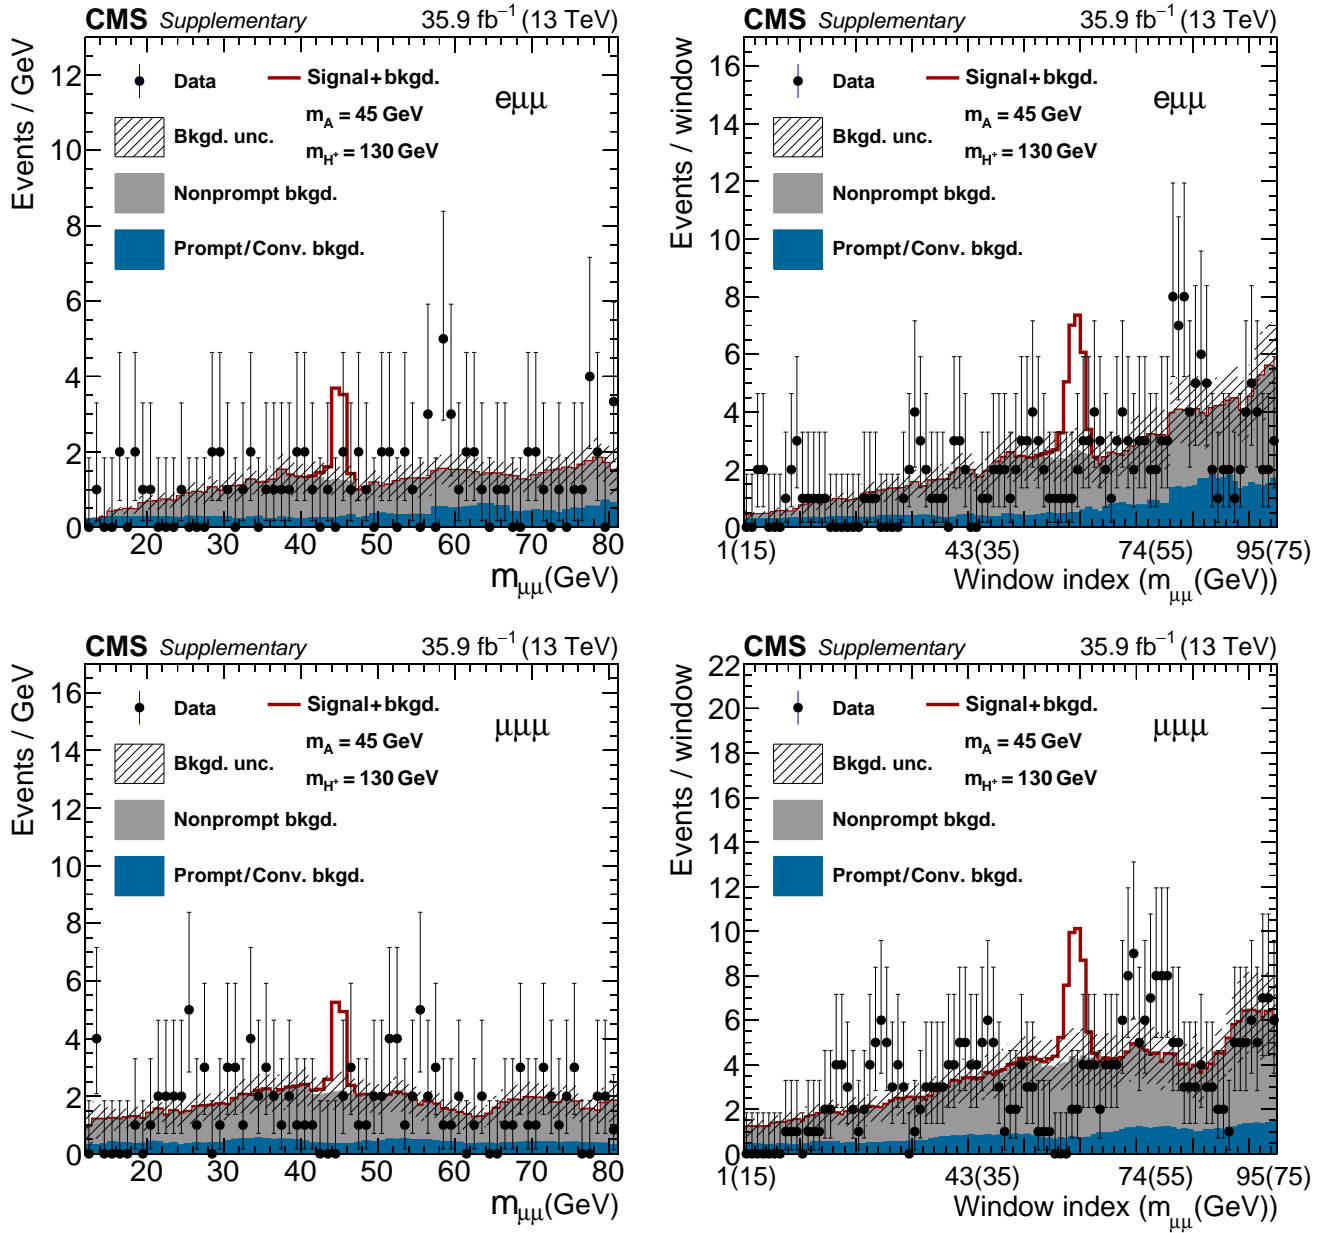 CMS Supplementary 35.9 fb⁻¹ (13 TeV)
Events / GeV
12
10
8
6
4
2
0
Data
Signal+bkgd.
m_A = 45 GeV
m_H⁺ = 130 GeV
Bkgd. unc.
Nonprompt bkgd.
Prompt/Conv. bkgd.
eμμ
20 30 40 50 60 70 80
m_μμ (GeV)
CMS Supplementary 35.9 fb⁻¹ (13 TeV)
Events / window
16
14
12
10
8
6
4
2
0
Data
Signal+bkgd.
m_A = 45 GeV
m_H⁺ = 130 GeV
Bkgd. unc.
Nonprompt bkgd.
Prompt/Conv. bkgd.
eμμ
1(15) 43(35) 74(55) 95(75)
Window index (m_μμ (GeV))
CMS Supplementary 35.9 fb⁻¹ (13 TeV)
Events / GeV
16
14
12
10
8
6
4
2
0
Data
Signal+bkgd.
m_A = 45 GeV
m_H⁺ = 130 GeV
Bkgd. unc.
Nonprompt bkgd.
Prompt/Conv. bkgd.
μμμ
20 30 40 50 60 70 80
m_μμ (GeV)
CMS Supplementary 35.9 fb⁻¹ (13 TeV)
Events / window
22
20
18
16
14
12
10
8
6
4
2
0
Data
Signal+bkgd.
m_A = 45 GeV
m_H⁺ = 130 GeV
Bkgd. unc.
Nonprompt bkgd.
Prompt/Conv. bkgd.
μμμ
1(15) 43(35) 74(55) 95(75)
Window index (m_μμ (GeV))